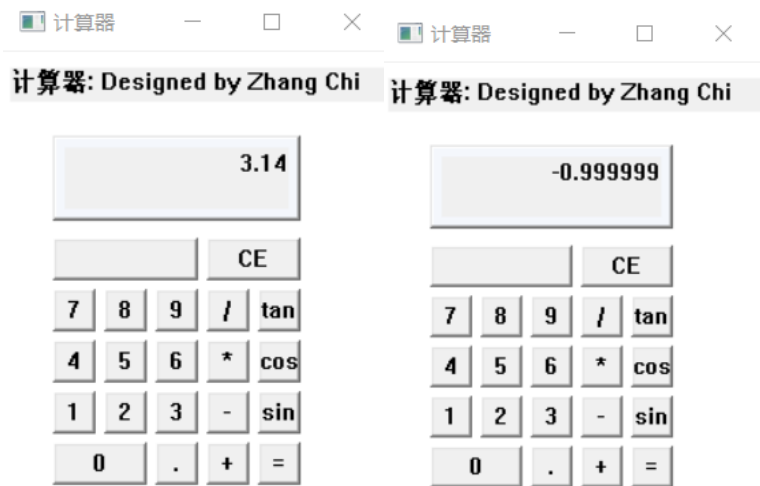 计算器
计算器: Designed by Zhang Chi
3.14
CE
7 8 9 / tan
4 5 6 * cos
1 2 3 - sin
0 . + =
计算器
计算器: Designed by Zhang Chi
-0.999999
CE
7 8 9 / tan
4 5 6 * cos
1 2 3 - sin
0 . + =